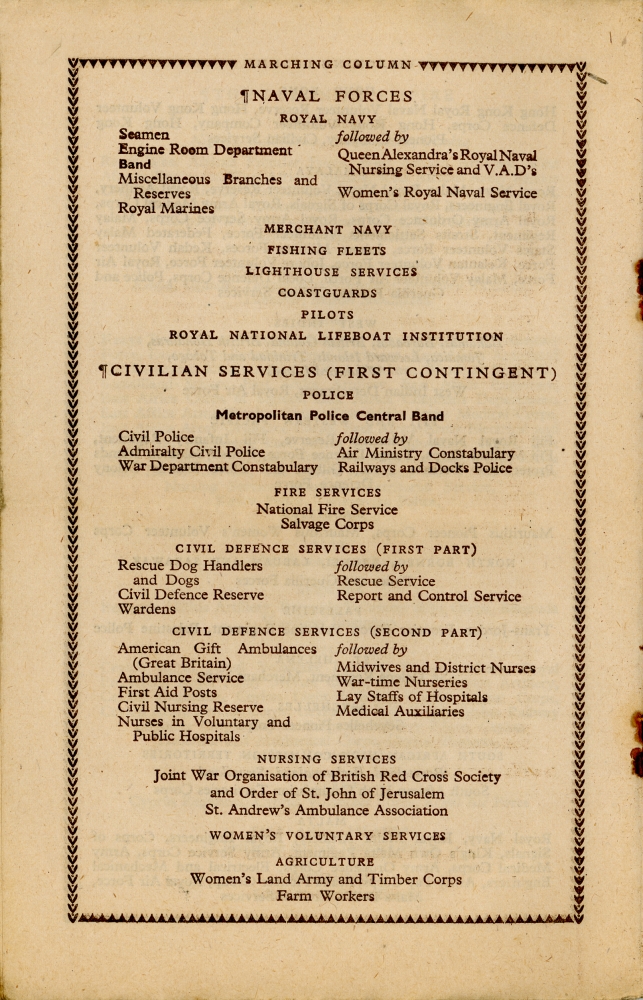 MARCHING COLUMN
¶NAVAL FORCES
ROYAL NAVY
Seamen
Engine Room Department
Band
Miscellaneous Branches and
Reserves
Royal Marines
followed by
Queen Alexandra's Royal Naval
Nursing Service and V.A.D's
Women's Royal Naval Service
MERCHANT NAVY
FISHING FLEETS
LIGHTHOUSE SERVICES
COASTGUARDS
PILOTS
ROYAL NATIONAL LIFEBOAT INSTITUTION
¶CIVILIAN SERVICES (FIRST CONTINGENT)
POLICE
Metropolitan Police Central Band
Civil Police
Admiralty Civil Police
War Department Constabulary
followed by
Air Ministry Constabulary
Railways and Docks Police
FIRE SERVICES
National Fire Service
Salvage Corps
CIVIL DEFENCE SERVICES (FIRST PART)
Rescue Dog Handlers
and Dogs
Civil Defence Reserve
Wardens
followed by
Rescue Service
Report and Control Service
CIVIL DEFENCE SERVICES (SECOND PART)
American Gift Ambulances
(Great Britain)
Ambulance Service
First Aid Posts
Civil Nursing Reserve
Nurses in Voluntary and
Public Hospitals
followed by
Midwives and District Nurses
War-time Nurseries
Lay Staffs of Hospitals
Medical Auxiliaries
NURSING SERVICES
Joint War Organisation of British Red Cross Society
and Order of St. John of Jerusalem
St. Andrew's Ambulance Association
WOMEN'S VOLUNTARY SERVICES
AGRICULTURE
Women's Land Army and Timber Corps
Farm Workers